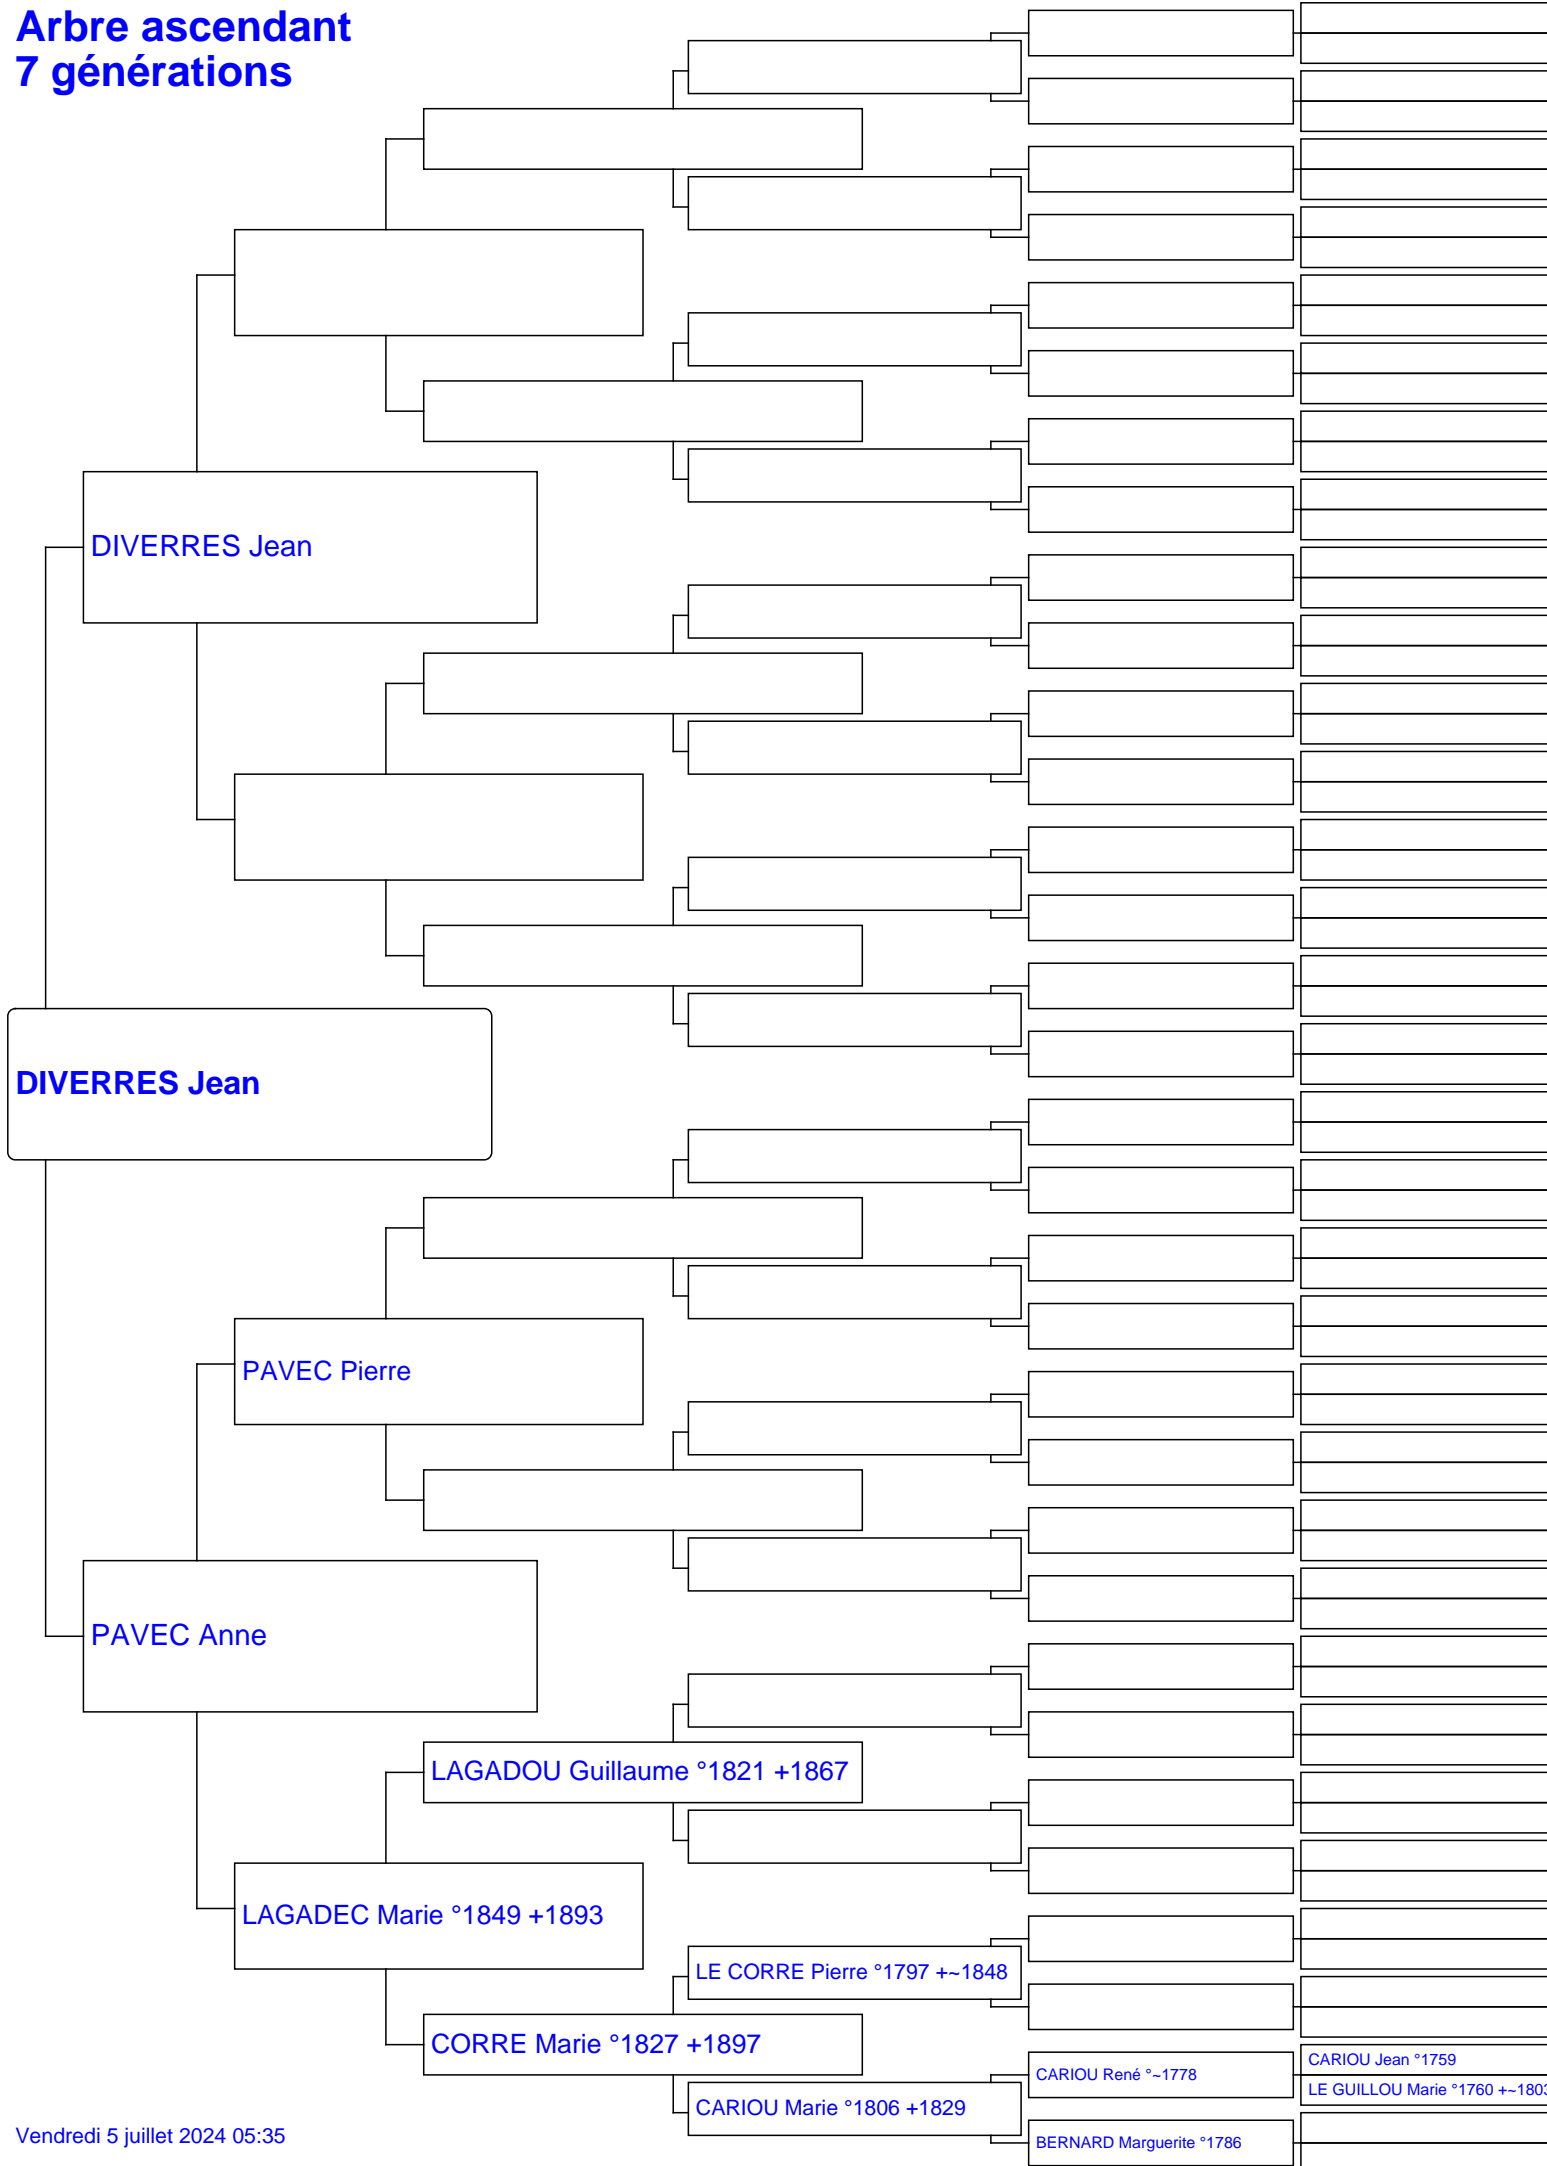 Arbre ascendant
7 générations
DIVERRES Jean
DIVERRES Jean
PAVEC Pierre
PAVEC Anne
LAGADOU Guillaume °1821 +1867
LAGADEC Marie °1849 +1893
LE CORRE Pierre °1797 +~1848
CORRE Marie °1827 +1897
CARIOU Jean °1759
CARIOU René °~1778
LE GUILLOU Marie °1760 +~1803
CARIOU Marie °1806 +1829
BERNARD Marguerite °1786
Vendredi 5 juillet 2024 05:35